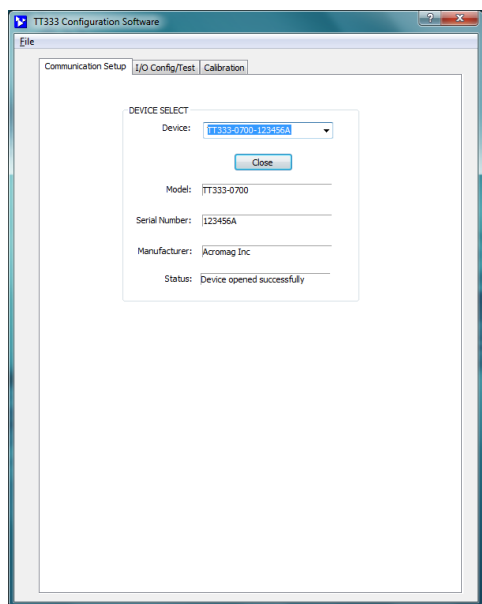 TT333 Configuration Software
File
Communication Setup I/O Config/Test Calibration
DEVICE SELECT
Device: TT333-0700-123456A
Close
Model: TT333-0700
Serial Number: 123456A
Manufacturer: Acromag Inc
Status: Device opened successfully